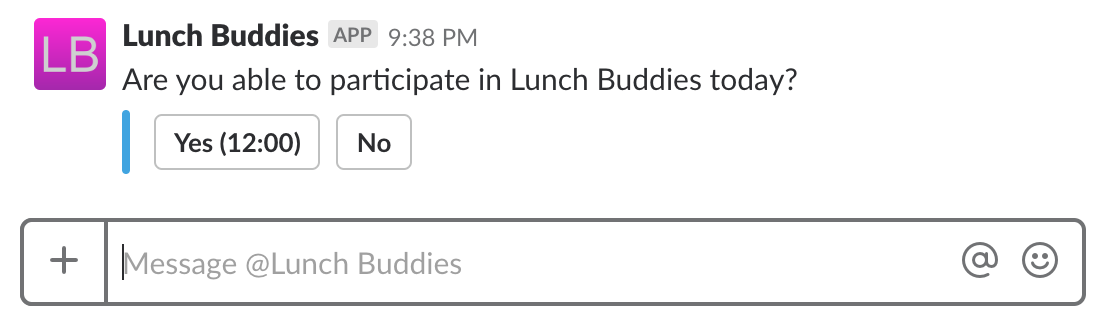 LB Lunch Buddies APP 9:38 PM
Are you able to participate in Lunch Buddies today?
Yes (12:00) No
+ Message @Lunch Buddies @